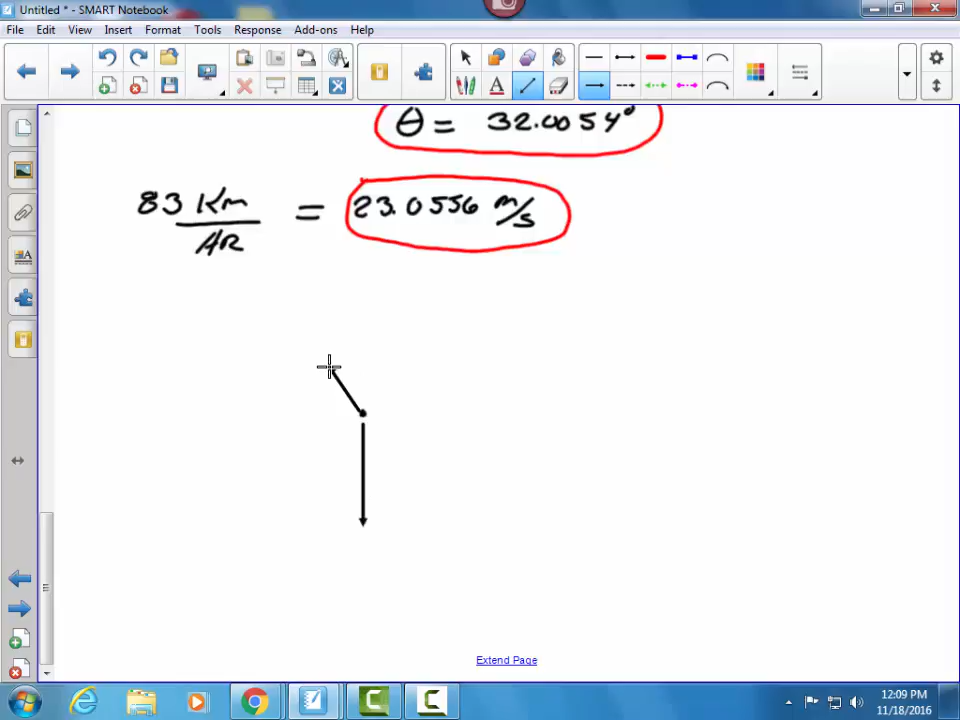 Untitled * - SMART Notebook
File Edit View Insert Format Tools Response Add-ons Help
θ = 32.0054°
83 Km = 23.0556 m/s
HR
Extend Page
12:09 PM
11/18/2016